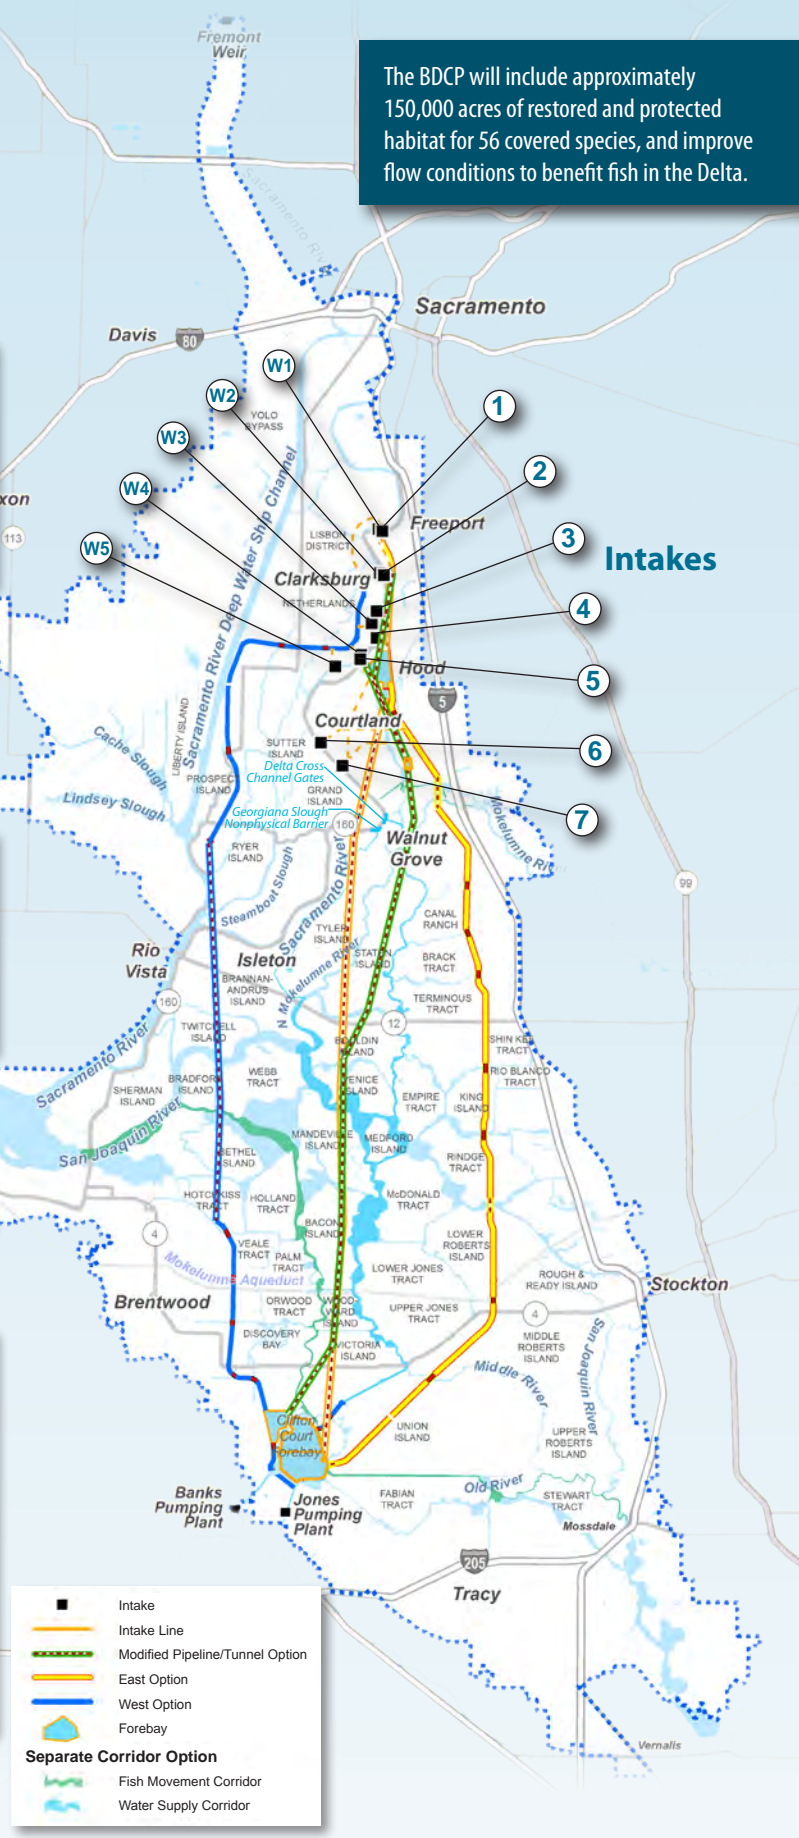 Fremont
Weir
The BDCP will include approximately
150,000 acres of restored and protected
habitat for 56 covered species, and improve
flow conditions to benefit fish in the Delta.
Sacramento River
Sacramento
Davis
80
W1
W2
W3
W4
W5
1
2
3
4
5
6
7
Intakes
YOLO
BYPASS
xon
113
Sacramento River Deep Water Ship Channel
LISBON
DISTRICT
Freeport
Clarksburg
NETHERLANDS
Hood
5
Courtland
LIBERTY ISLAND
Cache Slough
Lindsey Slough
PROSPECT
ISLAND
SUTTER
ISLAND
Delta Cross
Channel Gates
GRAND
ISLAND
Georgiana Slough
Nonphysical Barrier
160
Walnut
Grove
Mokelumne River
99
RYER
ISLAND
Steamboat Slough
Sacramento River
CANAL
RANCH
TYLER
ISLAND
STATEN
ISLAND
BRACK
TRACT
Rio
Vista
Isleton
N Mokelumne River
BRANNAN-
ANDRUS
ISLAND
TERMINOUS
TRACT
160
12
TWITCHELL
ISLAND
BOULDIN
ISLAND
SHIN KEE
TRACT
Sacramento River
RIO BLANCO
TRACT
WEBB
TRACT
BRADFORD
ISLAND
VENICE
ISLAND
SHERMAN
ISLAND
EMPIRE
TRACT
KING
ISLAND
San Joaquin River
MANDEVILLE
ISLAND
MEDFORD
ISLAND
BETHEL
ISLAND
RINDGE
TRACT
HOTCHKISS
TRACT
HOLLAND
TRACT
McDONALD
TRACT
BACON
ISLAND
4
VEALE
TRACT
PALM
TRACT
LOWER
ROBERTS
ISLAND
Mokelumne Aqueduct
LOWER JONES
TRACT
ROUGH &
READY ISLAND
Stockton
Brentwood
ORWOOD
TRACT
WOOD-
WARD
ISLAND
UPPER JONES
TRACT
4
DISCOVERY
BAY
VICTORIA
ISLAND
MIDDLE
ROBERTS
ISLAND
San Joaquin River
Middle River
Clifton
Court
Forebay
UNION
ISLAND
UPPER
ROBERTS
ISLAND
Old River
Banks
Pumping
Plant
Jones
Pumping
Plant
FABIAN
TRACT
STEWART
TRACT
Mossdale
205
Tracy
Vernalis
Intake
Intake Line
Modified Pipeline/Tunnel Option
East Option
West Option
Forebay
Separate Corridor Option
Fish Movement Corridor
Water Supply Corridor